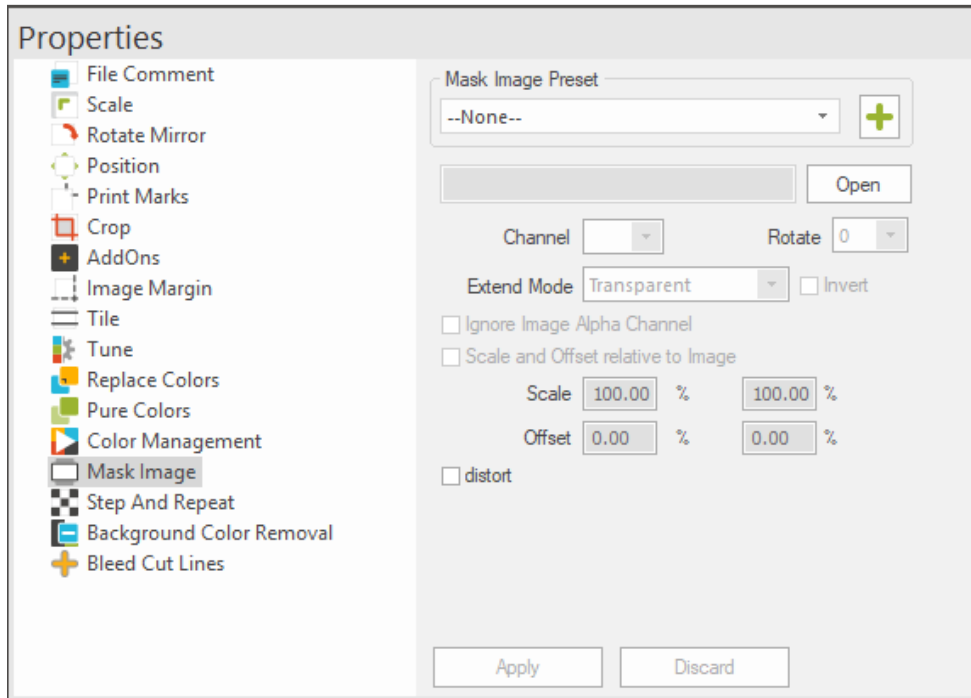 Properties
File Comment
Scale
Rotate Mirror
Position
Print Marks
Crop
AddOns
Image Margin
Tile
Tune
Replace Colors
Pure Colors
Color Management
Mask Image
Step And Repeat
Background Color Removal
Bleed Cut Lines
Mask Image Preset
--None--
Open
Channel Rotate 0
Extend Mode Transparent Invert
Ignore Image Alpha Channel
Scale and Offset relative to Image
Scale 100.00 % 100.00 %
Offset 0.00 % 0.00 %
distort
Apply Discard